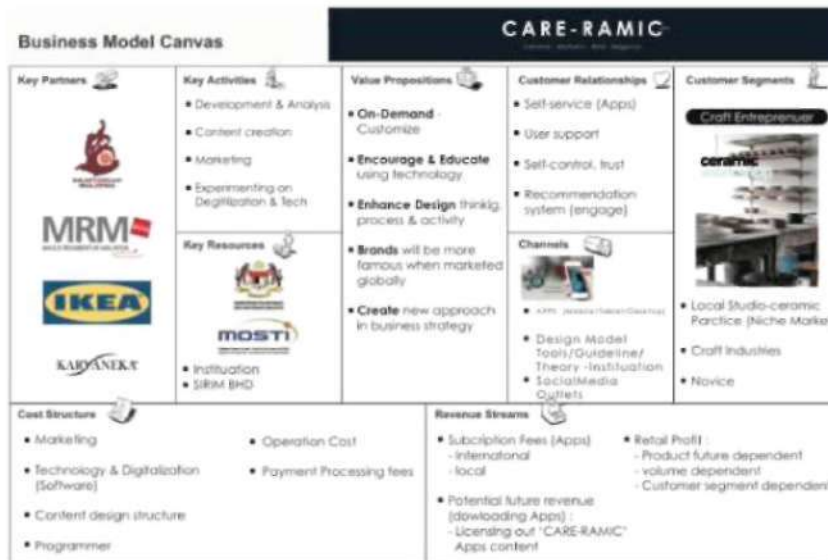 Business Model Canvas
CARE-RAMIC
Key Partners
MRM
IKEA
KARYANEKA
Key Activities
• Development & Analysis
• Content creation
• Marketing
• Experimenting on
Degitilization & Tech
Key Resources
MOSTI
• Instituation
• SIRIM BHD
Value Propositions
• On-Demand -
Customize
• Encourage & Educate
using technology
• Enhance Design thinkig,
process & activity
• Brands will be more
famous when marketed
globally
• Create new approach
in business strategy
Customer Relationships
• Self-service (Apps)
• User support
• Self-control, trust
• Recommendation
system (engage)
Channels
• APPS
• Design Model
Tools/Guideline/
Theory -Instituation
• SocialMedia
Outlets
Customer Segments
Craft Entreprenuer
ceramic
• Local Studio-ceramic
Parctice (Niche Marke
• Craft Industries
• Novice
Cost Structure
• Marketing
• Technology & Digitalization
(Software)
• Content design structure
• Programmer
• Operation Cost
• Payment Processing fees
Revenue Streams
• Subcription Fees (Apps)
- International
- local
• Potential future revenue
(dowloading Apps) :
- Licensing out "CARE-RAMIC"
Apps content
• Retail Profit :
- Product future dependent
- volume dependent
- Customer segment dependent